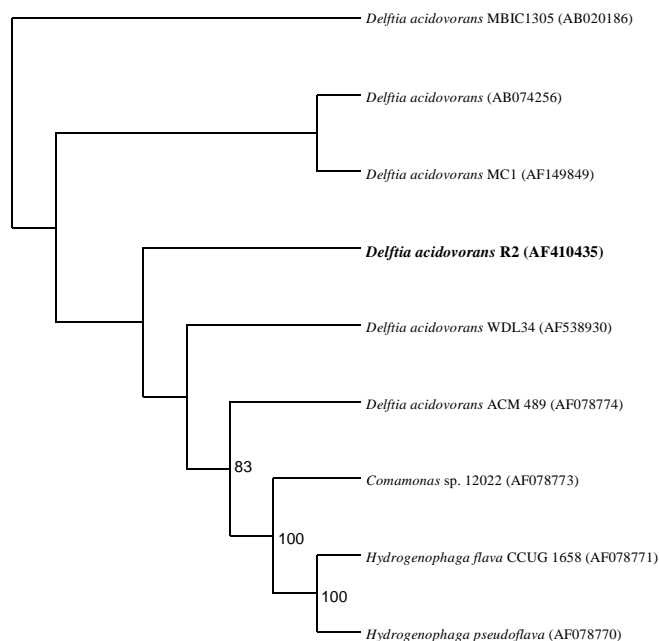 Delftia acidovorans MBIC1305 (AB020186)
Delftia acidovorans (AB074256)
Delftia acidovorans MC1 (AF149849)
Delftia acidovorans R2 (AF410435)
Delftia acidovorans WDL34 (AF538930)
Delftia acidovorans ACM 489 (AF078774)
83
Comamonas sp. 12022 (AF078773)
100
Hydrogenophaga flava CCUG 1658 (AF078771)
100
Hydrogenophaga pseudoflava (AF078770)